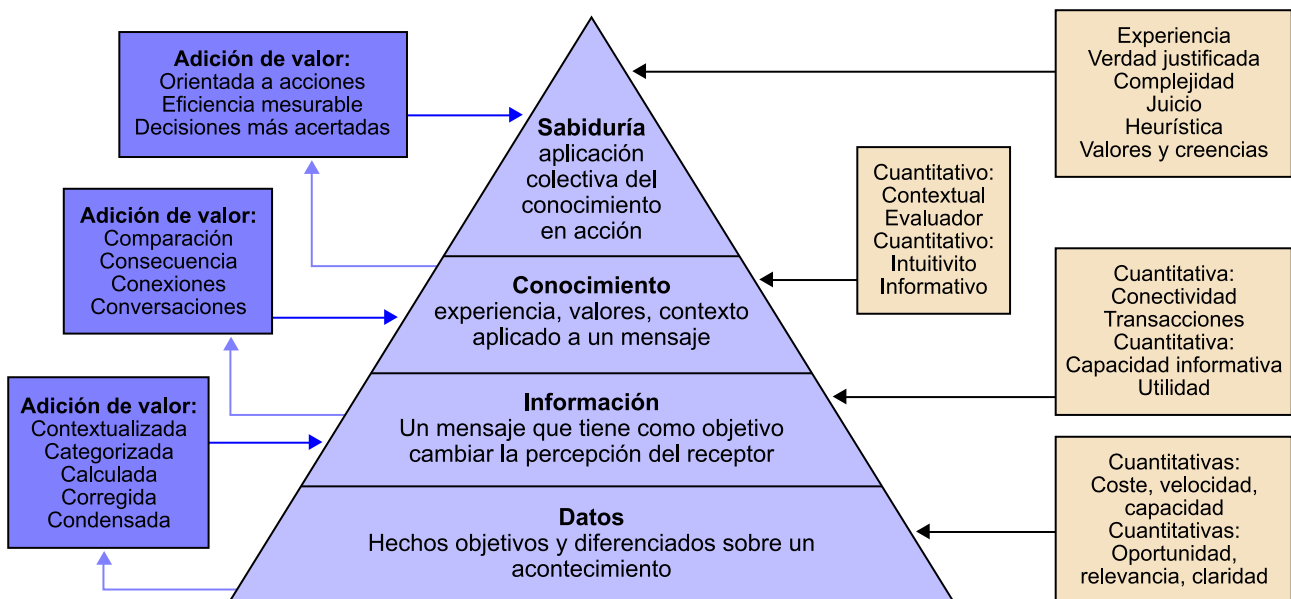 Adición de valor:
Orientada a acciones
Eficiencia mesurable
Decisiones más acertadas
Adición de valor:
Comparación
Consecuencia
Conexiones
Conversaciones
Adición de valor:
Contextualizada
Categorizada
Calculada
Corregida
Condensada
Sabiduría
aplicación
colectiva del
conocimiento
en acción
Conocimiento
experiencia, valores, contexto
aplicado a un mensaje
Información
Un mensaje que tiene como objetivo
cambiar la percepción del receptor
Datos
Hechos objetivos y diferenciados sobre un
acontecimiento
Experiencia
Verdad justificada
Complejidad
Juicio
Heurística
Valores y creencias
Cuantitativo:
Contextual
Evaluador
Cuantitativo:
Intuitivito
Informativo
Cuantitativa:
Conectividad
Transacciones
Cuantitativa:
Capacidad informativa
Utilidad
Cuantitativas:
Coste, velocidad,
capacidad
Cuantitativas:
Oportunidad,
relevancia, claridad